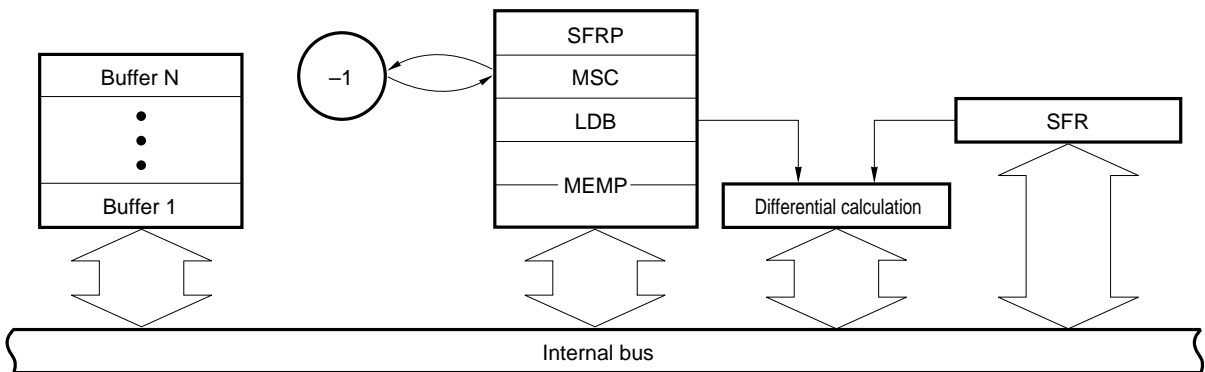 SFRP
Buffer N
–1
MSC
LDB
SFR
MEMP
Buffer 1
Differential calculation
Internal bus